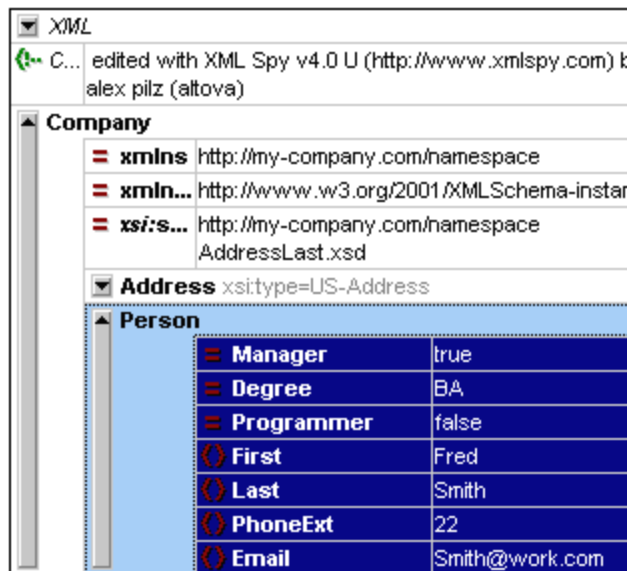 XML
C... edited with XML Spy v4.0 U (http://www.xmlspy.com) b
alex pilz (altova)
Company
= xmlns http://my-company.com/namespace
= xmln... http://www.w3.org/2001/XMLSchema-instan
= xsi:s... http://my-company.com/namespace
AddressLast.xsd
Address xsi:type=US-Address
Person
= Manager true
= Degree BA
= Programmer false
() First Fred
() Last Smith
() PhoneExt 22
() Email Smith@work.com